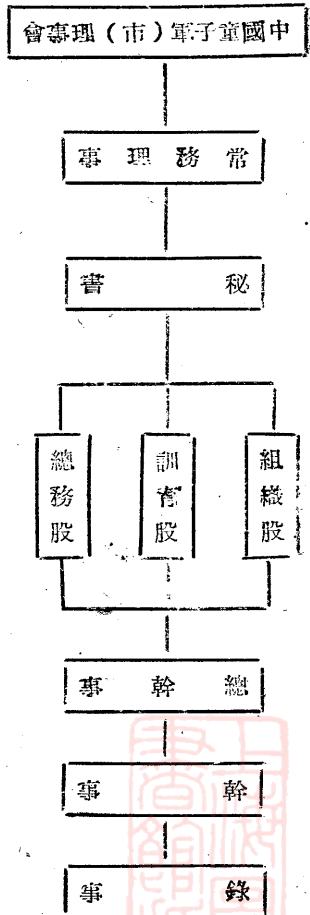 中國童子軍（市）理事會
常務理事
秘書
組織股
訓育股
總務股
總幹事
幹事
錄事